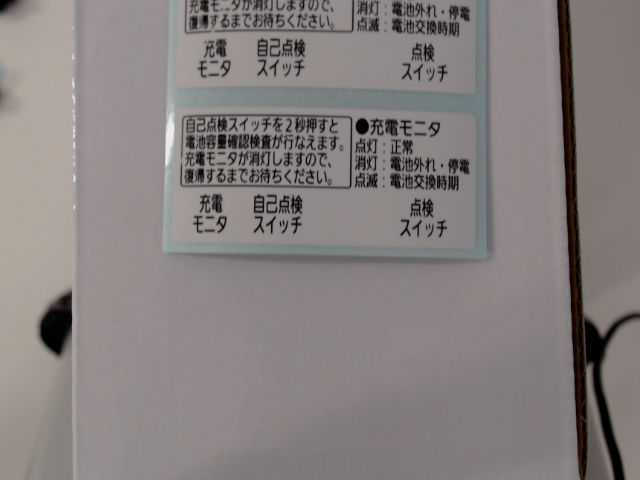 充電モニタが消灯しますので、
復帰するまでお待ちください。
消灯：電池外れ・停電
点滅：電池交換時期
充電
モニタ
自己点検
スイッチ
点検
スイッチ
自己点検スイッチを2秒押すと
電池容量確認検査が行なえます。
充電モニタが消灯しますので、
復帰するまでお待ちください。
●充電モニタ
点灯：正常
消灯：電池外れ・停電
点滅：電池交換時期
充電
モニタ
自己点検
スイッチ
点検
スイッチ